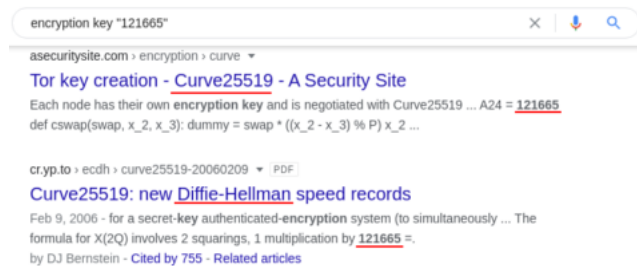 encryption key "121665"
asecuritysite.com › encryption › curve
Tor key creation - Curve25519 - A Security Site
Each node has their own encryption key and is negotiated with Curve25519 ... A24 = 121665
def cswap(swap, x_2, x_3): dummy = swap * ((x_2 - x_3) % P) x_2 ...
cr.yp.to › ecdh › curve25519-20060209 PDF
Curve25519: new Diffie-Hellman speed records
Feb 9, 2006 - for a secret-key authenticated-encryption system (to simultaneously ... The
formula for X(2Q) involves 2 squarings, 1 multiplication by 121665 =.
by DJ Bernstein - Cited by 755 - Related articles